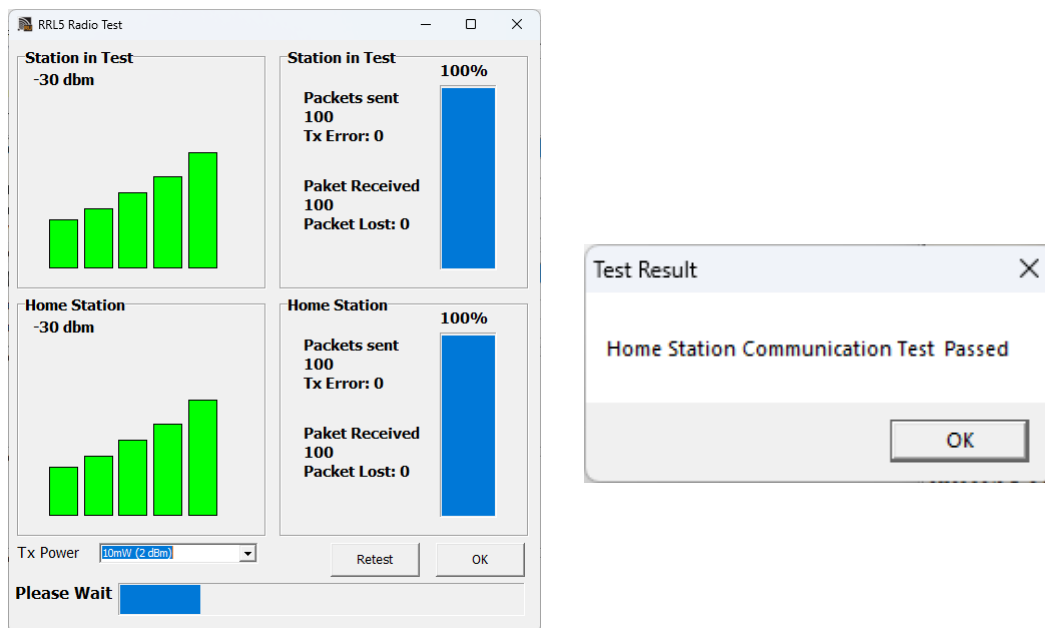 RRL5 Radio Test
Station in Test
-30 dbm
Station in Test
100%
Packets sent
100
Tx Error: 0
Paket Received
100
Packet Lost: 0
Home Station
-30 dbm
Home Station
100%
Packets sent
100
Tx Error: 0
Paket Received
100
Packet Lost: 0
Tx Power
10mW (2 dBm)
Retest
OK
Please Wait
Test Result
Home Station Communication Test Passed
OK